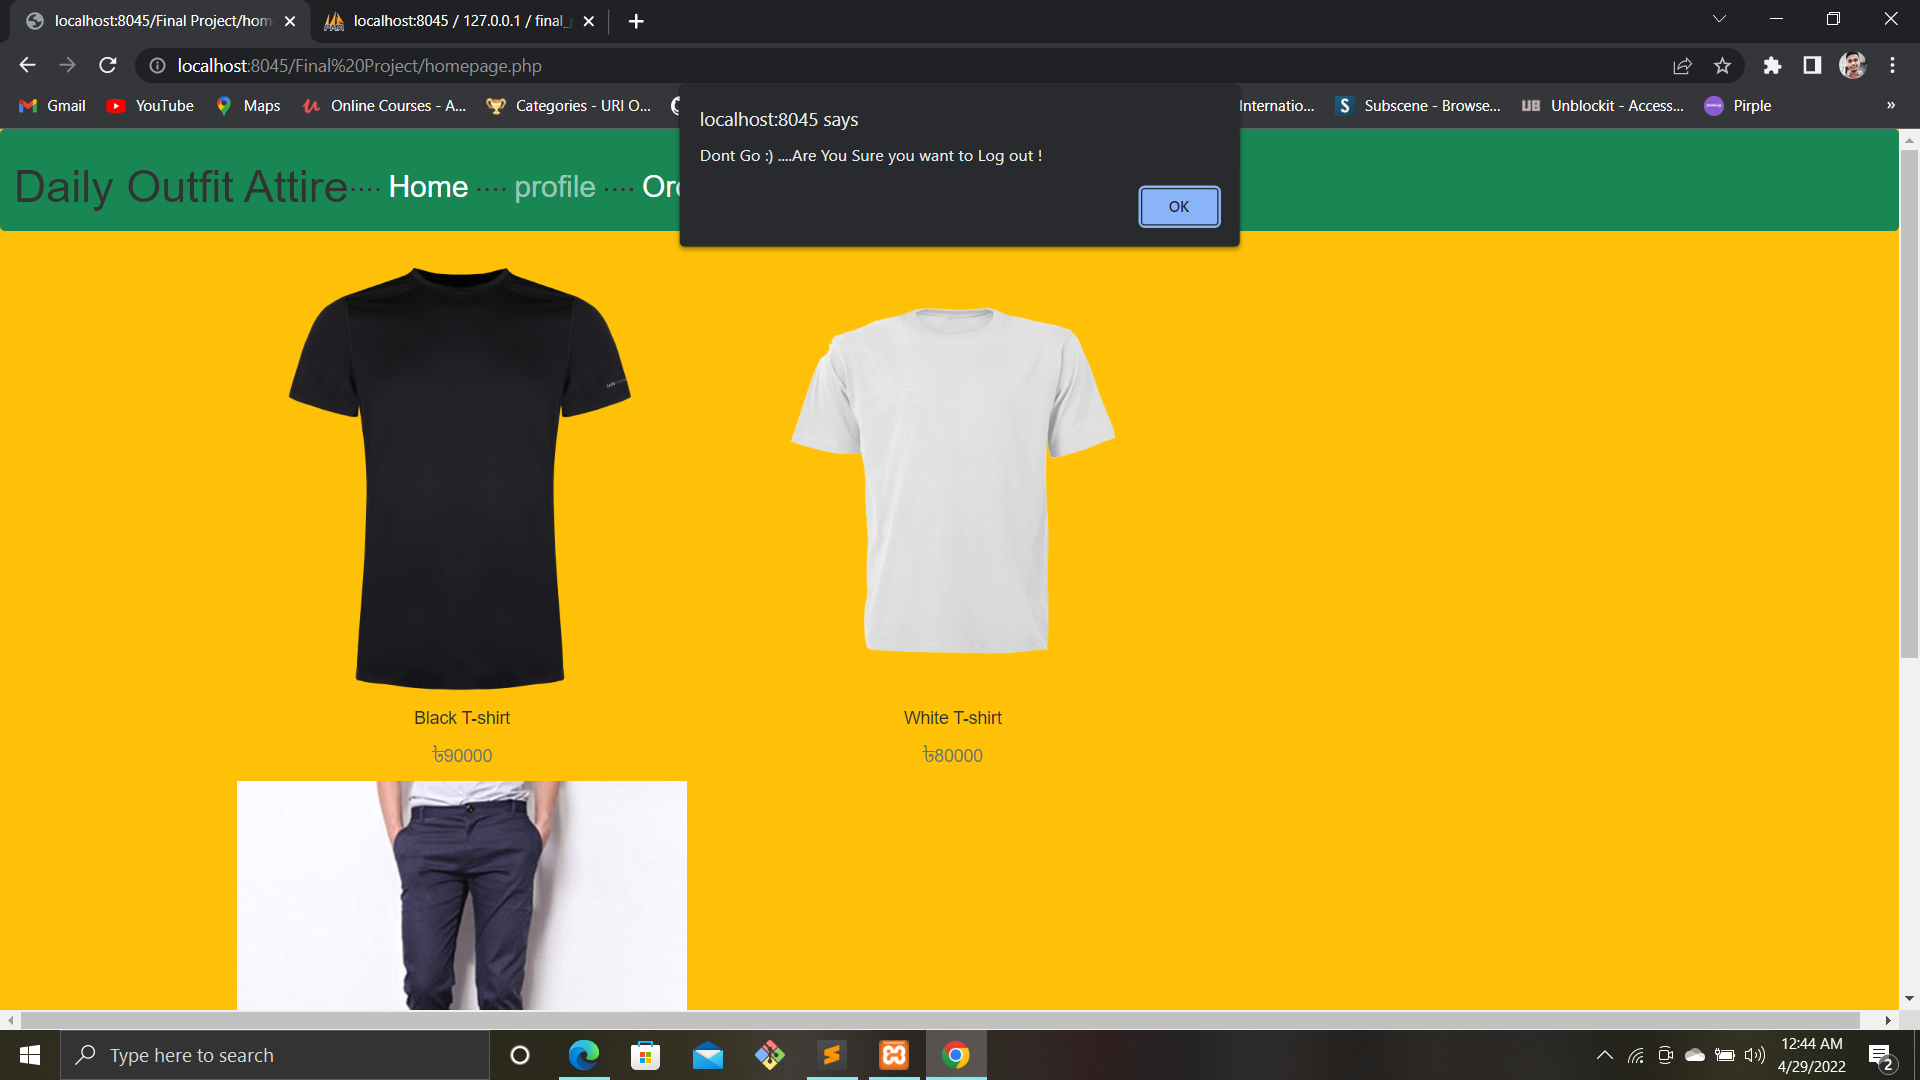 localhost:8045/Final Project/hom
localhost:8045 / 127.0.0.1 / final_
localhost:8045/Final%20Project/homepage.php
Gmail
YouTube
Maps
Online Courses - A...
Categories - URI O...
Internatio...
Subscene - Browse...
UB
Unblockit - Access...
Pirple
localhost:8045 says
Dont Go :) ....Are You Sure you want to Log out !
OK
Daily Outfit Attire···· Home ···· profile ···· Orc
Black T-shirt
White T-shirt
৳90000
৳80000
Type here to search
12:44 AM
4/29/2022
2